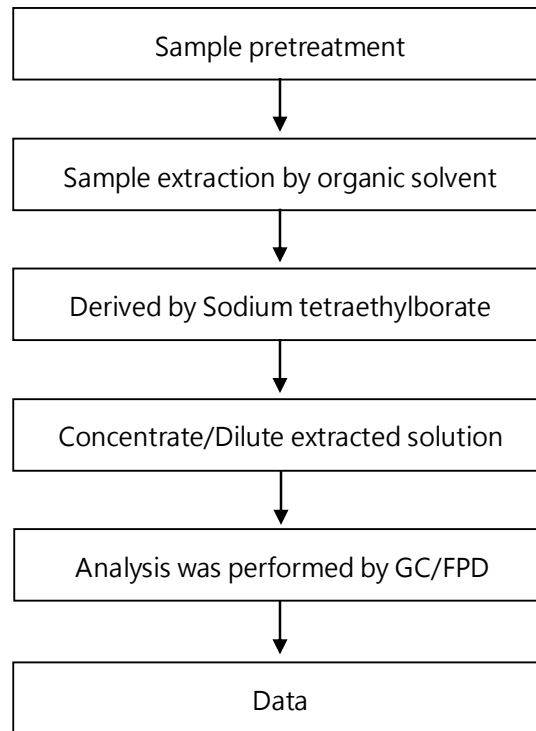 Sample pretreatment
Sample extraction by organic solvent
Derived by Sodium tetraethylborate
Concentrate/Dilute extracted solution
Analysis was performed by GC/FPD
Data